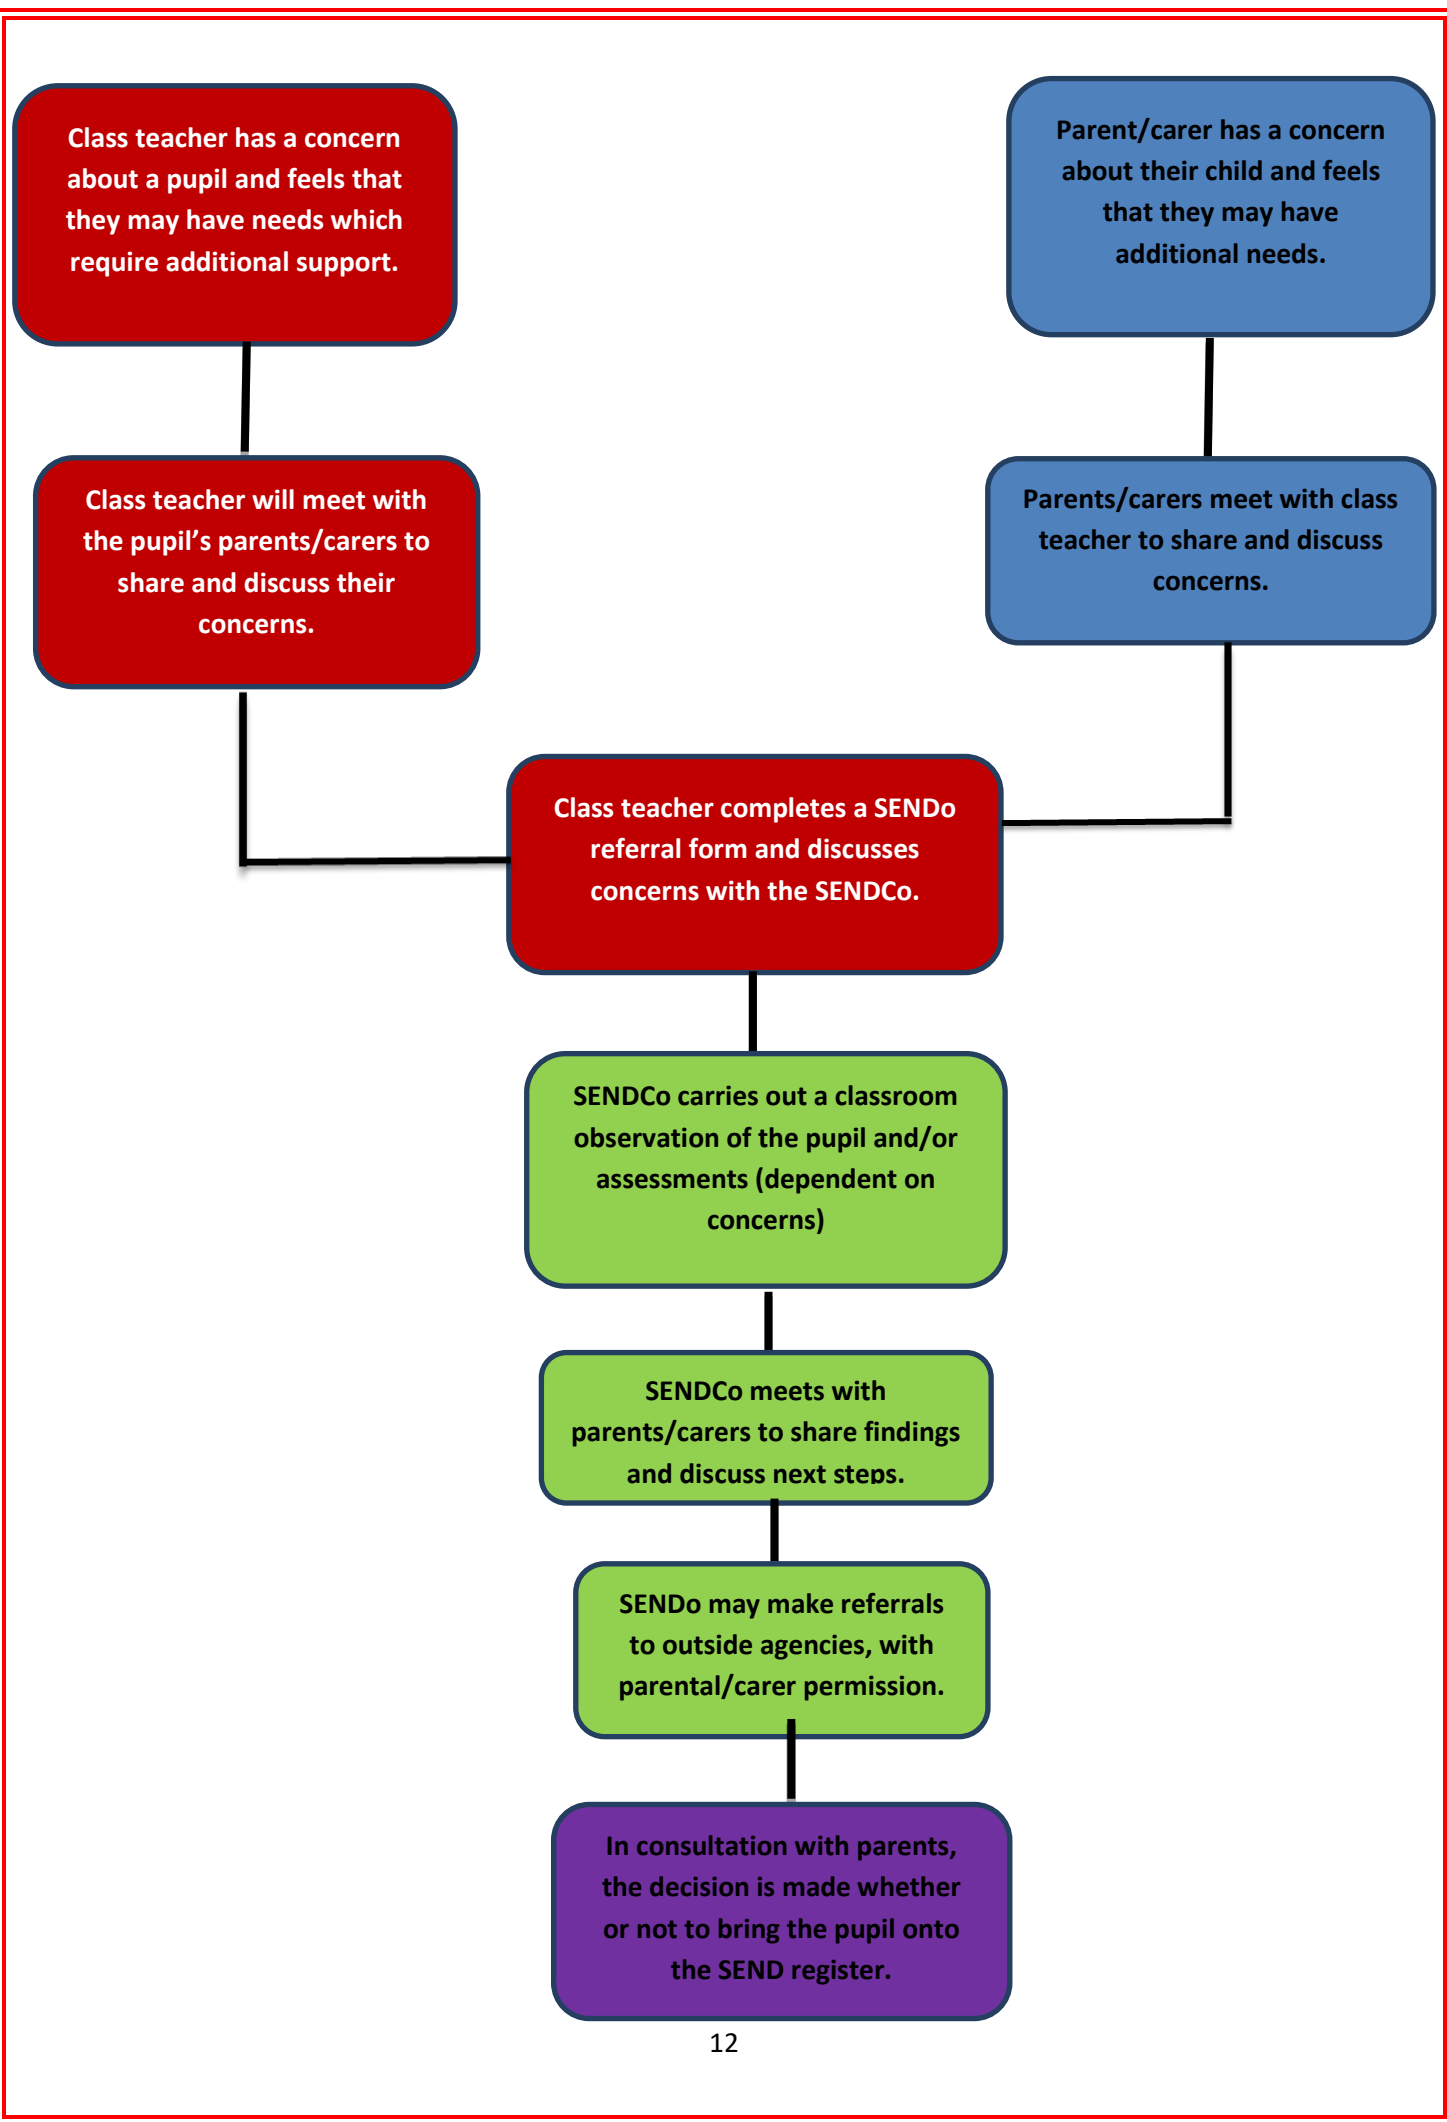 Class teacher has a concern
about a pupil and feels that
they may have needs which
require additional support.
Parent/carer has a concern
about their child and feels
that they may have
additional needs.
Class teacher will meet with
the pupil’s parents/carers to
share and discuss their
concerns.
Parents/carers meet with class
teacher to share and discuss
concerns.
Class teacher completes a SENDo
referral form and discusses
concerns with the SENDCo.
SENDCo carries out a classroom
observation of the pupil and/or
assessments (dependent on
concerns)
SENDCo meets with
parents/carers to share findings
and discuss next steps.
SENDo may make referrals
to outside agencies, with
parental/carer permission.
In consultation with parents,
the decision is made whether
or not to bring the pupil onto
the SEND register.
12